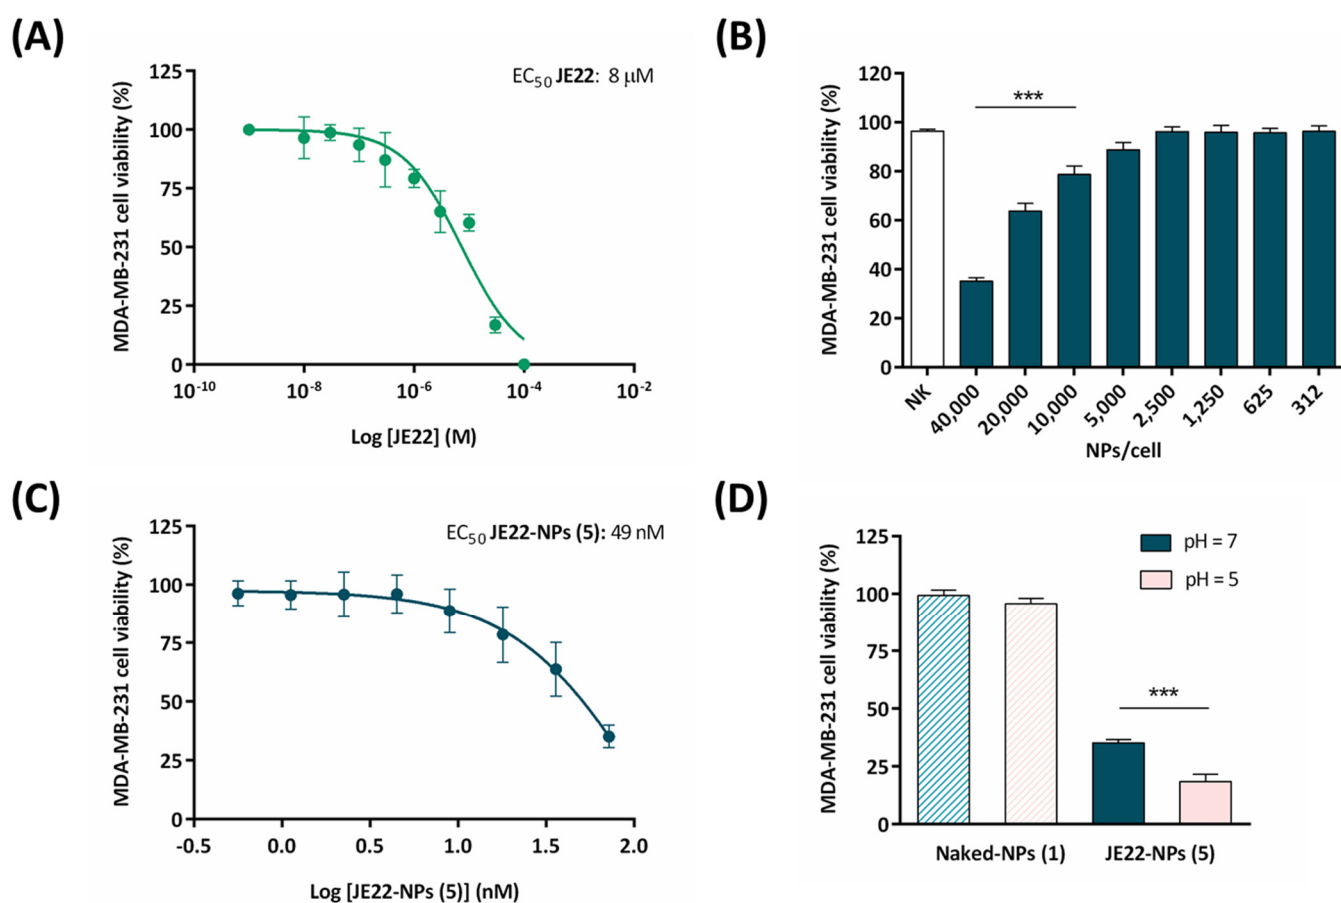 (A)
MDA-MB-231 cell viability (%)
125
100
75
50
25
0
EC50 JE22: 8 μM
10-10
10-8
10-6
10-4
10-2
Log [JE22] (M)
(B)
MDA-MB-231 cell viability (%)
120
100
80
60
40
20
0
***
NK
40,000
20,000
10,000
5,000
2,500
1,250
625
312
NPs/cell
(C)
MDA-MB-231 cell viability (%)
125
100
75
50
25
0
EC50 JE22-NPs (5): 49 nM
-0.5
0.0
0.5
1.0
1.5
2.0
Log [JE22-NPs (5)] (nM)
(D)
MDA-MB-231 cell viability (%)
125
100
75
50
25
0
pH = 7
pH = 5
***
Naked-NPs (1)
JE22-NPs (5)